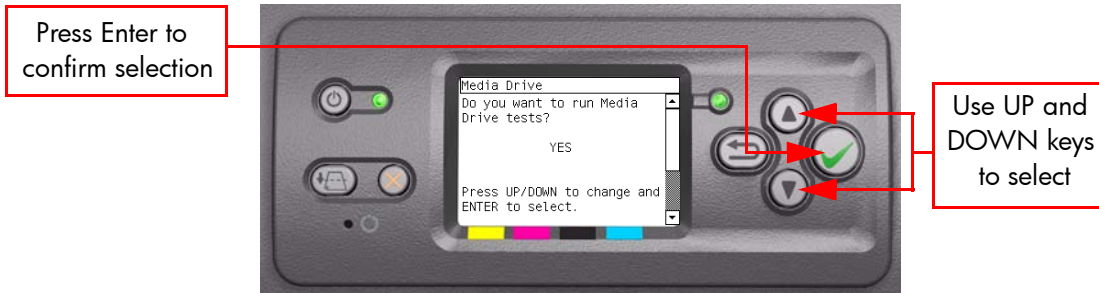 Press Enter to
confirm selection
Media Drive
Do you want to run Media
Drive tests?
YES
Press UP/DOWN to change and
ENTER to select.
Use UP and
DOWN keys
to select